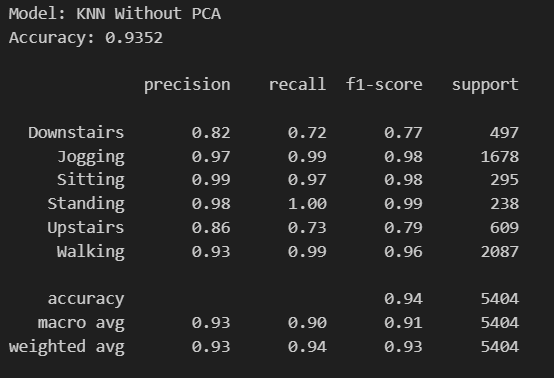 Model: KNN Without PCA
Accuracy: 0.9352
precision recall f1-score support
Downstairs 0.82 0.72 0.77 497
Jogging 0.97 0.99 0.98 1678
Sitting 0.99 0.97 0.98 295
Standing 0.98 1.00 0.99 238
Upstairs 0.86 0.73 0.79 609
Walking 0.93 0.99 0.96 2087
accuracy 0.94 5404
macro avg 0.93 0.90 0.91 5404
weighted avg 0.93 0.94 0.93 5404